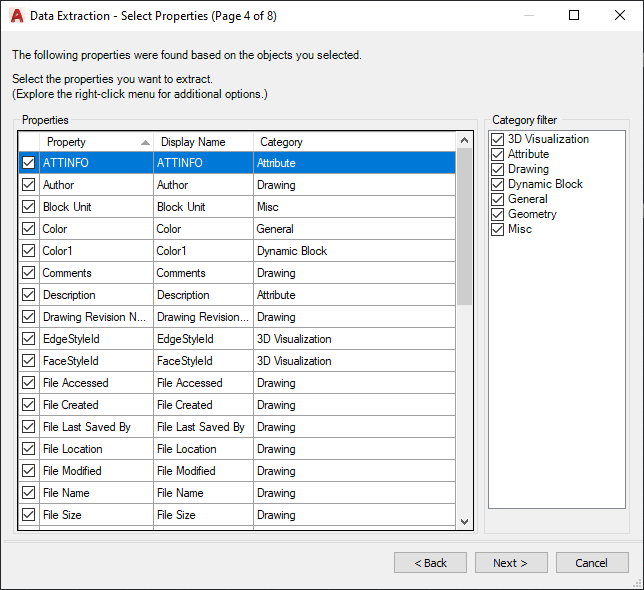 Data Extraction - Select Properties (Page 4 of 8)
The following properties were found based on the objects you selected.
Select the properties you want to extract.
(Explore the right-click menu for additional options.)
Properties
Property Display Name Category
ATTINFO ATTINFO Attribute
Author Author Drawing
Block Unit Block Unit Misc
Color Color General
Color1 Color1 Dynamic Block
Comments Comments Drawing
Description Description Attribute
Drawing Revision N... Drawing Revision... Drawing
EdgeStyleId EdgeStyleId 3D Visualization
FaceStyleId FaceStyleId 3D Visualization
File Accessed File Accessed Drawing
File Created File Created Drawing
File Last Saved By File Last Saved By Drawing
File Location File Location Drawing
File Modified File Modified Drawing
File Name File Name Drawing
File Size File Size Drawing
Category filter
3D Visualization
Attribute
Drawing
Dynamic Block
General
Geometry
Misc
< Back Next > Cancel